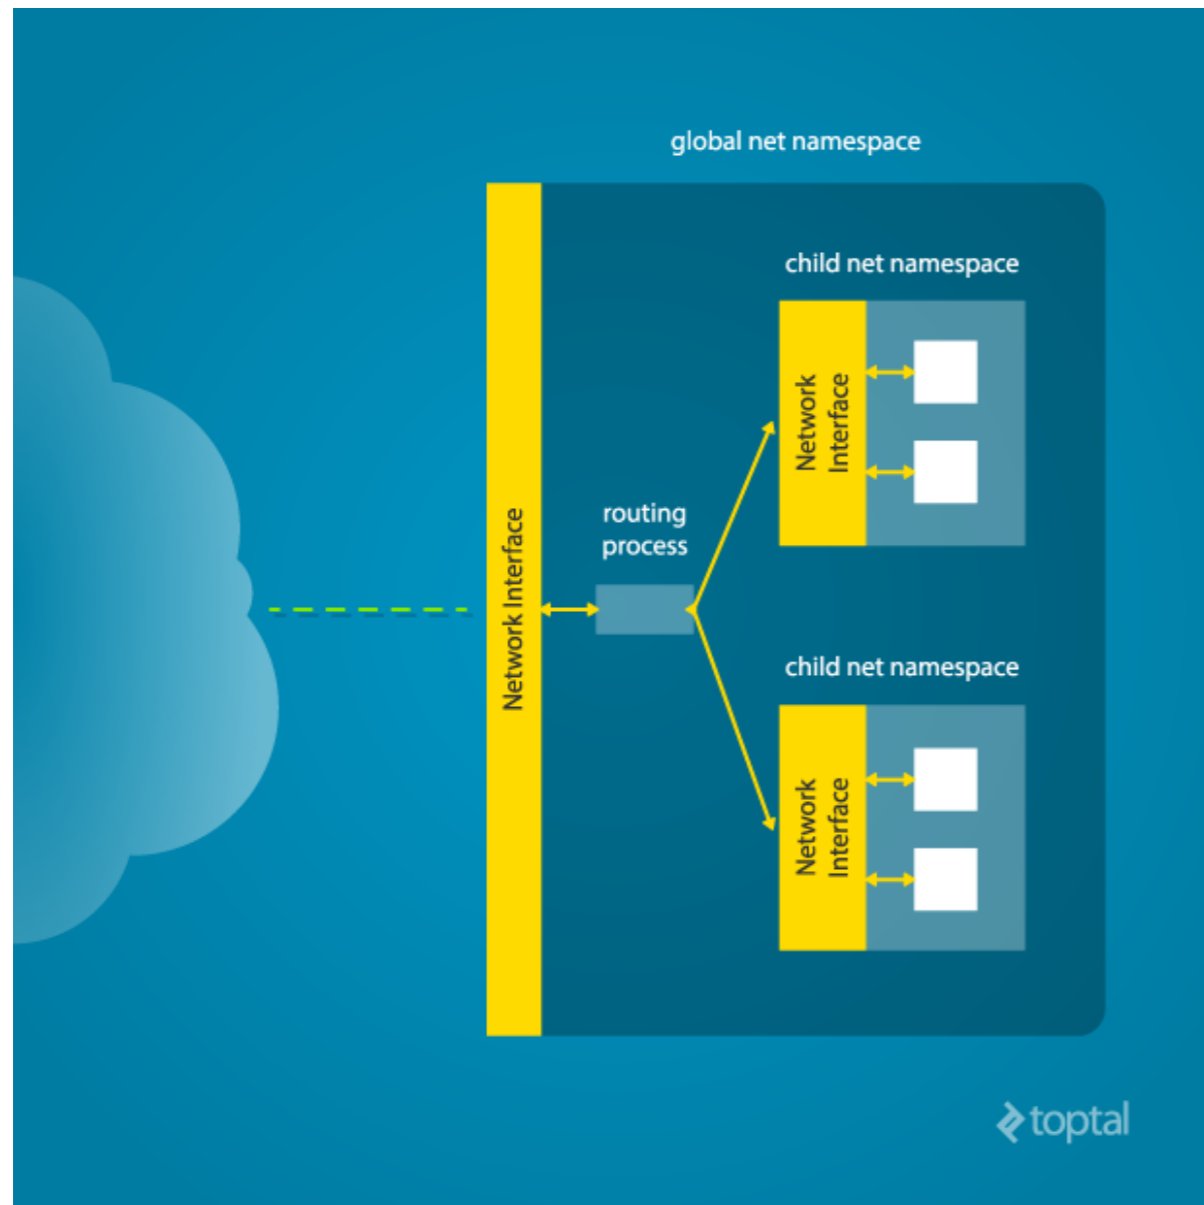 global net namespace
child net namespace
Network
Interface
routing
process
Network Interface
child net namespace
Network
Interface
toptal